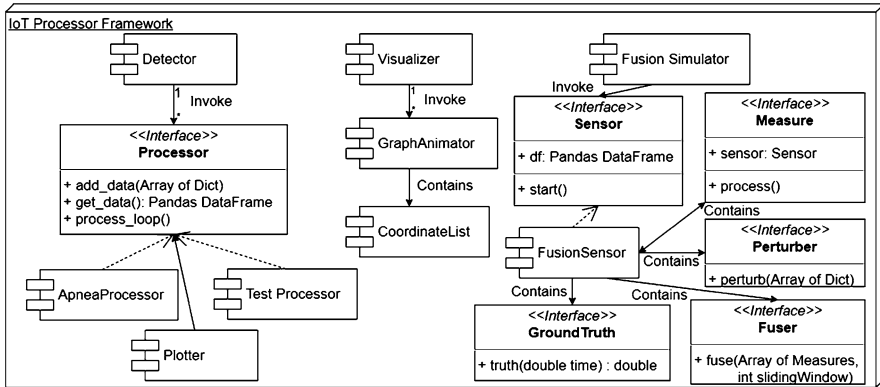 IoT Processor Framework
Detector
1
.
Invoke
<<Interface>>
Processor
+ add_data(Array of Dict)
+ get_data(): Pandas DataFrame
+ process_loop()
ApneaProcessor
Test Processor
Plotter
Visualizer
1
.
Invoke
GraphAnimator
Contains
CoordinateList
Fusion Simulator
Invoke
<<Interface>>
Sensor
+ df: Pandas DataFrame
+ start()
<<Interface>>
Measure
+ sensor: Sensor
+ process()
Contains
FusionSensor
<<Interface>>
Perturber
+ perturb(Array of Dict)
Contains
Contains
Contains
<<Interface>>
GroundTruth
+ truth(double time) : double
<<Interface>>
Fuser
+ fuse(Array of Measures,
int slidingWindow)